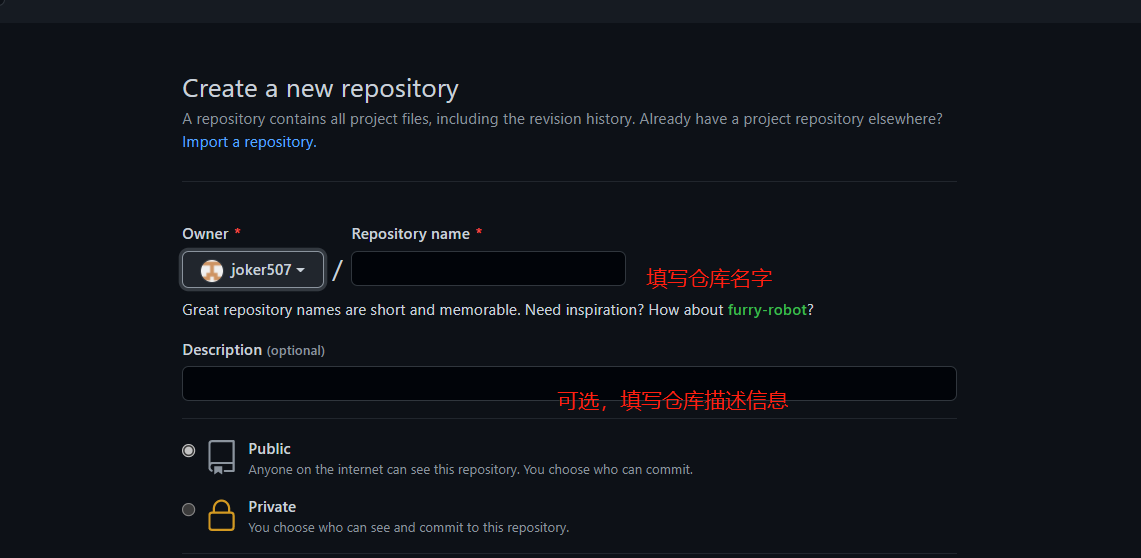 Create a new repository
A repository contains all project files, including the revision history. Already have a project repository elsewhere?
Import a repository.
Owner * Repository name *
joker507 / 填写仓库名字
Great repository names are short and memorable. Need inspiration? How about furry-robot?
Description (optional)
可选，填写仓库描述信息
Public
Anyone on the internet can see this repository. You choose who can commit.
Private
You choose who can see and commit to this repository.